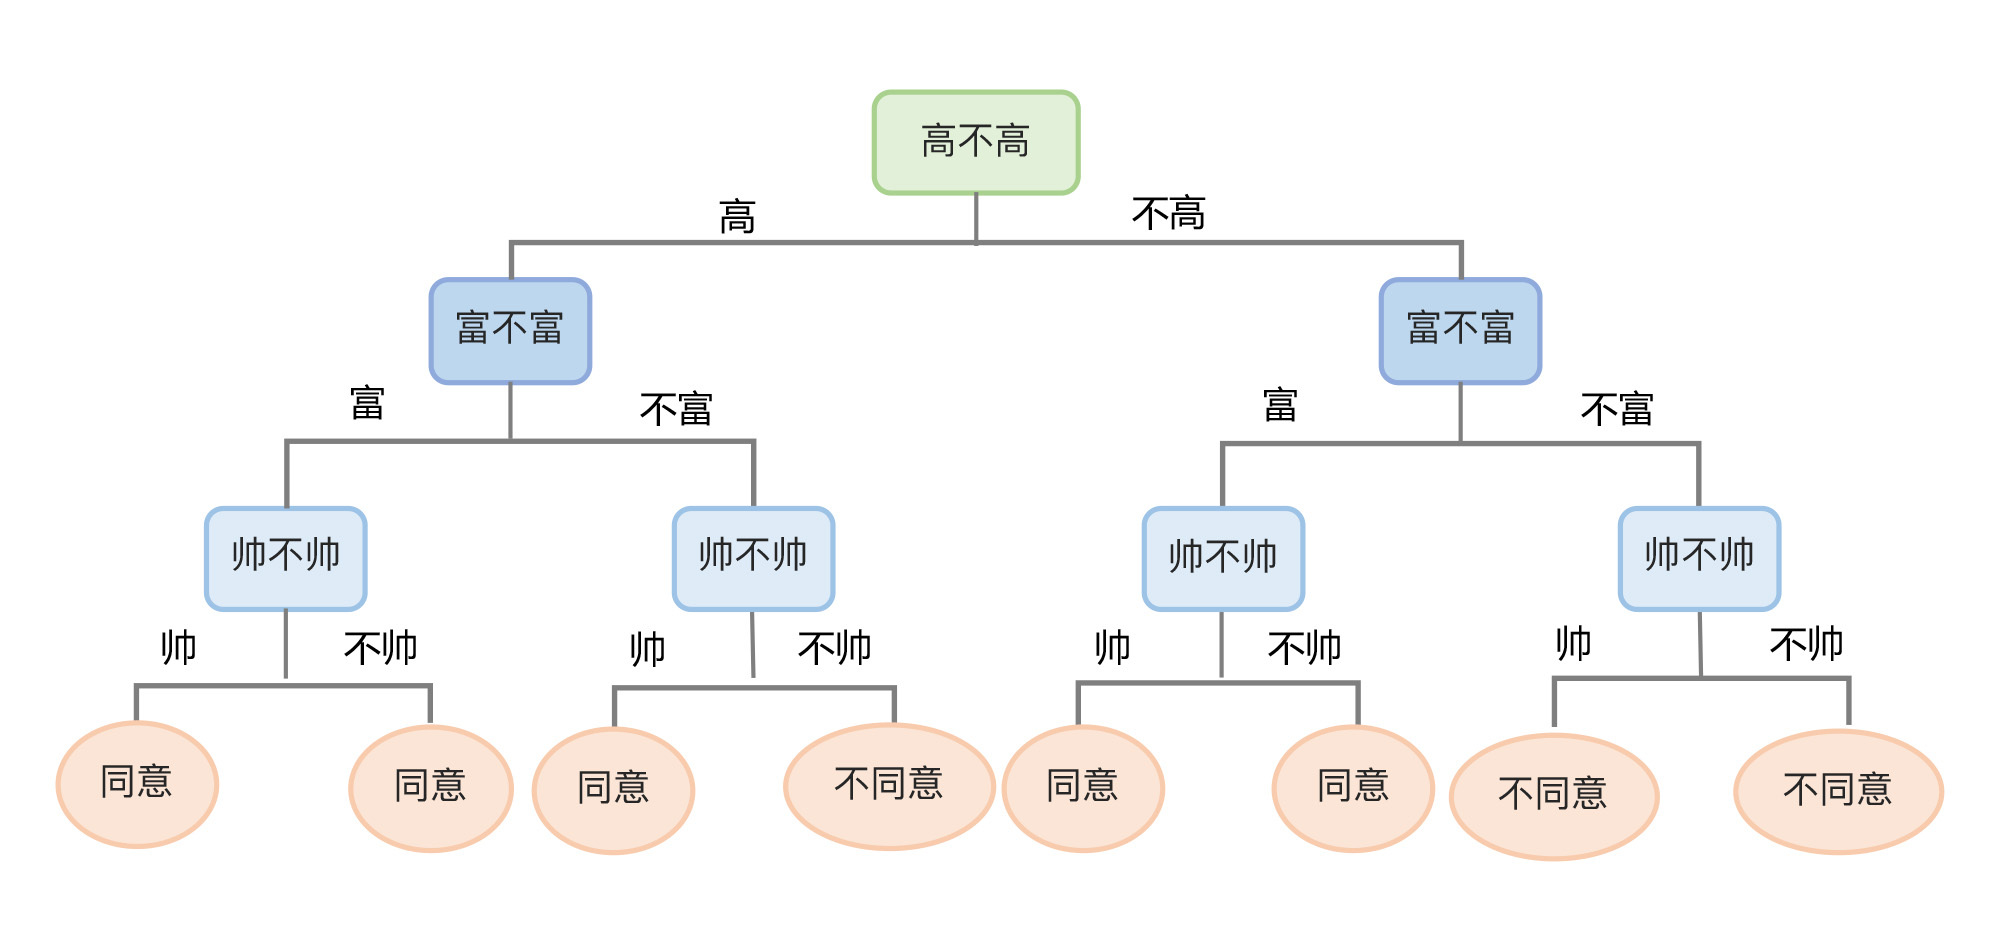 高不高
高
不高
富不富
富不富
富
不富
富
不富
帅不帅
帅不帅
帅不帅
帅不帅
帅
不帅
帅
不帅
帅
不帅
帅
不帅
同意
同意
同意
不同意
同意
同意
不同意
不同意